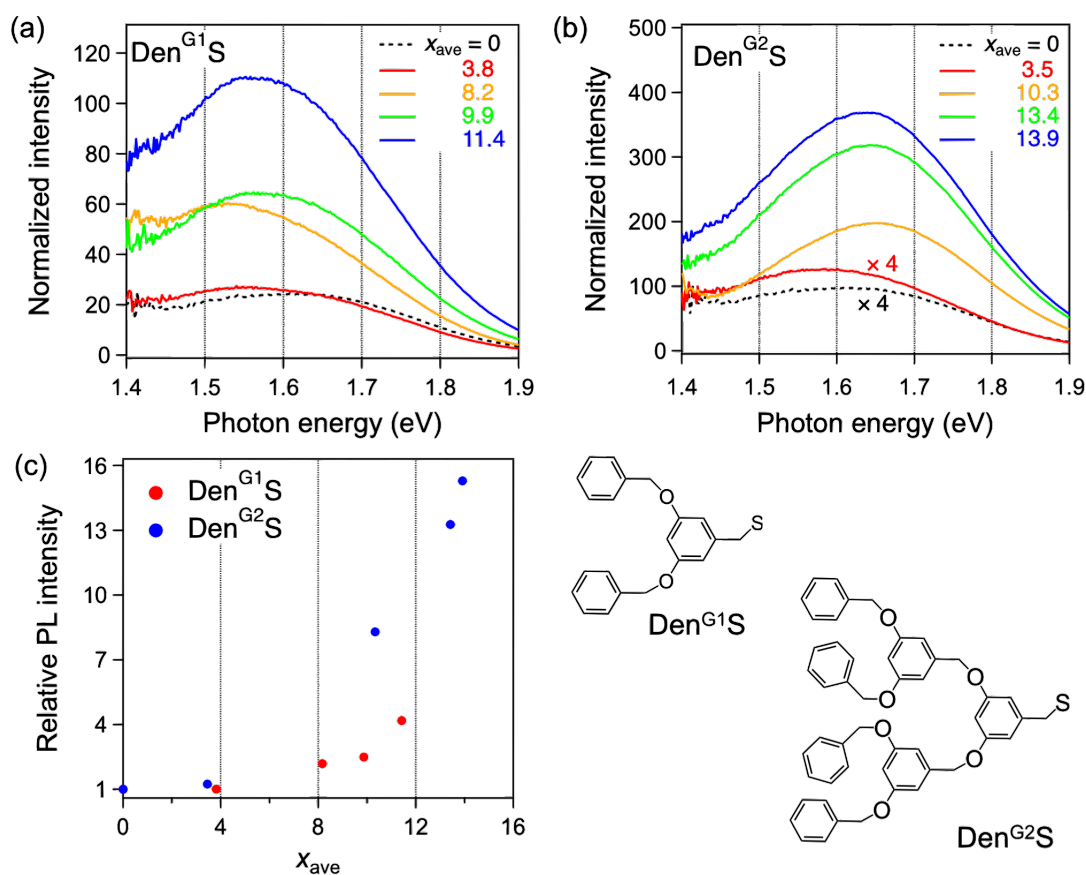 (a)
Den^G1S
x_ave = 0
3.8
8.2
9.9
11.4
Normalized intensity
120
100
80
60
40
20
0
1.4 1.5 1.6 1.7 1.8 1.9
Photon energy (eV)
(b)
Den^G2S
x_ave = 0
3.5
10.3
13.4
13.9
Normalized intensity
500
400
300
200
100
0
× 4
× 4
1.4 1.5 1.6 1.7 1.8 1.9
Photon energy (eV)
(c)
Den^G1S
Den^G2S
Relative PL intensity
16
13
10
7
4
1
0 4 8 12 16
x_ave
O
O
S
Den^G1S
O
O
O
O
O
O
S
Den^G2S